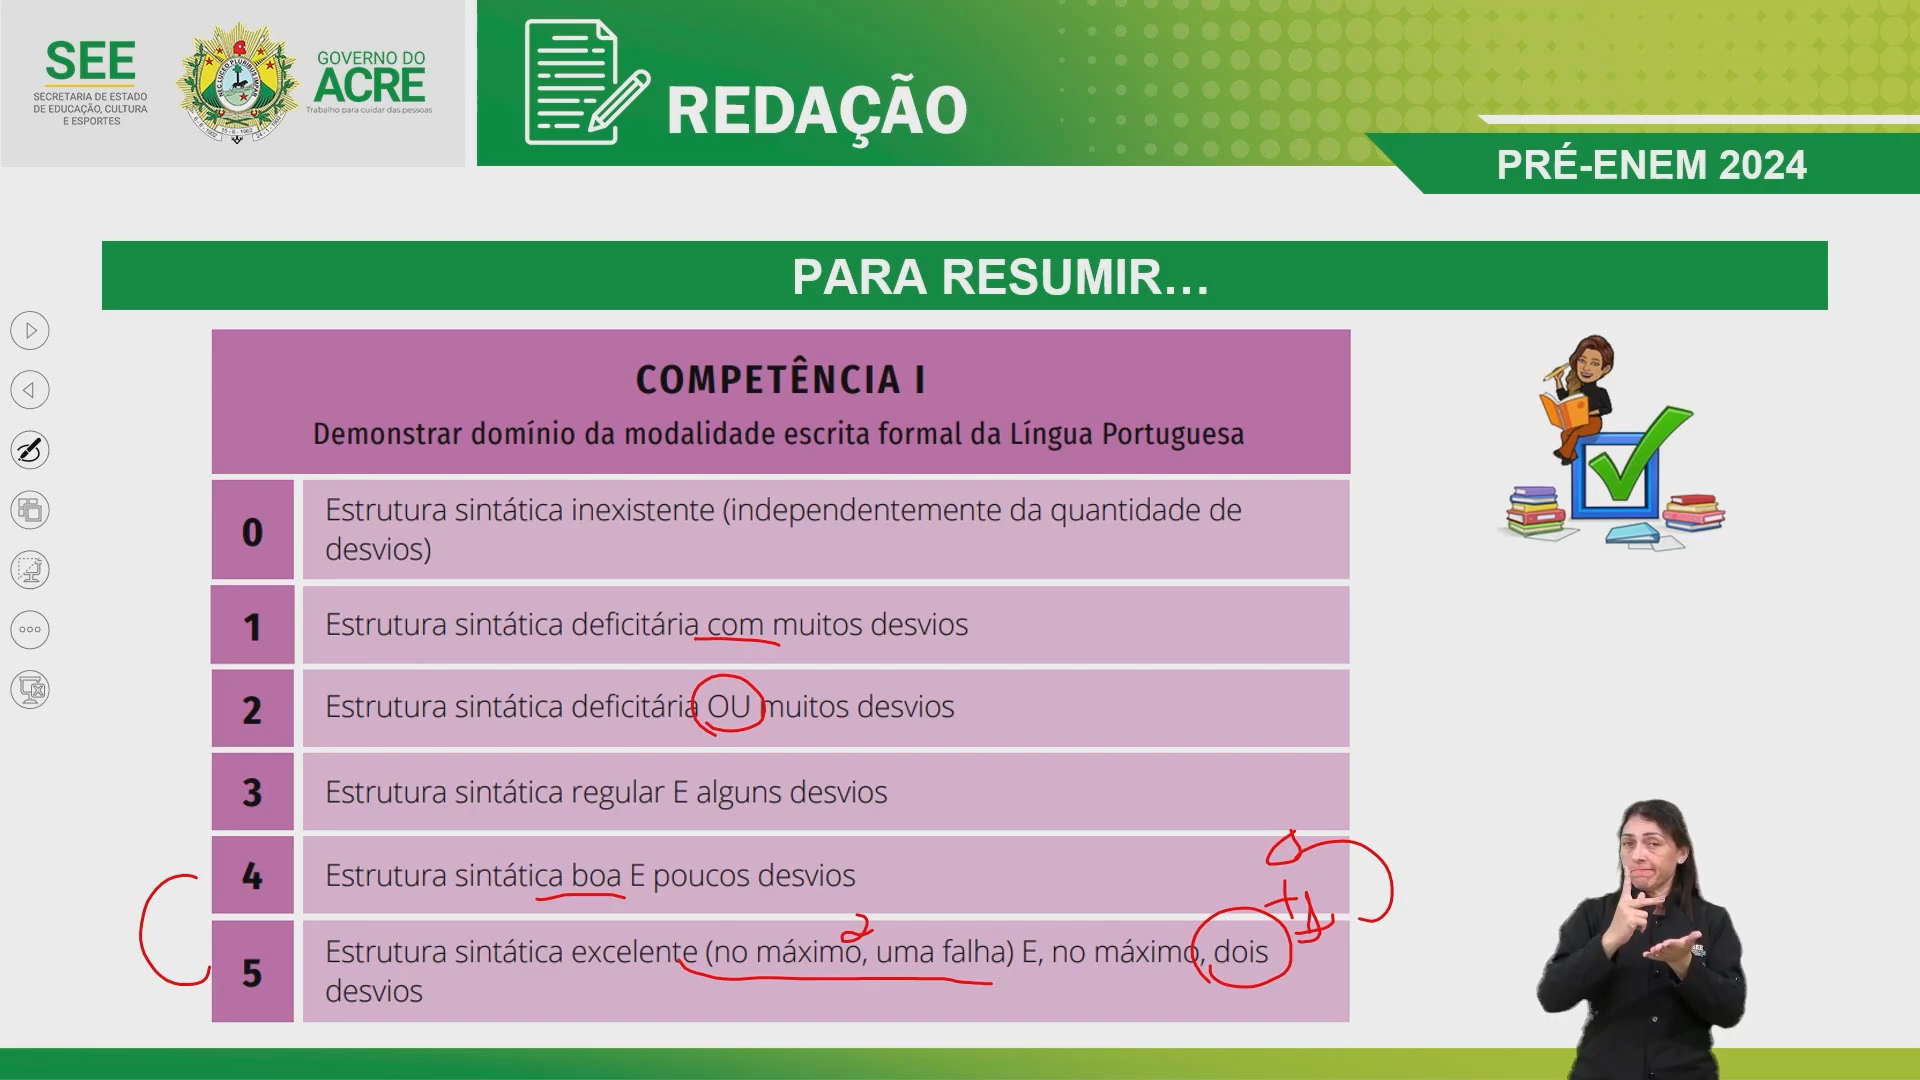 SEE
SECRETARIA DE ESTADO
DE EDUCAÇÃO, CULTURA
E ESPORTES
GOVERNO DO
ACRE
Trabalho para cuidar das pessoas
REDAÇÃO
PRÉ-ENEM 2024
PARA RESUMIR...
COMPETÊNCIA I
Demonstrar domínio da modalidade escrita formal da Língua Portuguesa
0
Estrutura sintática inexistente (independentemente da quantidade de
desvios)
1
Estrutura sintática deficitária com muitos desvios
2
Estrutura sintática deficitária OU muitos desvios
3
Estrutura sintática regular E alguns desvios
4
Estrutura sintática boa E poucos desvios
+1
2
5
Estrutura sintática excelente (no máximo, uma falha) E, no máximo, dois
desvios